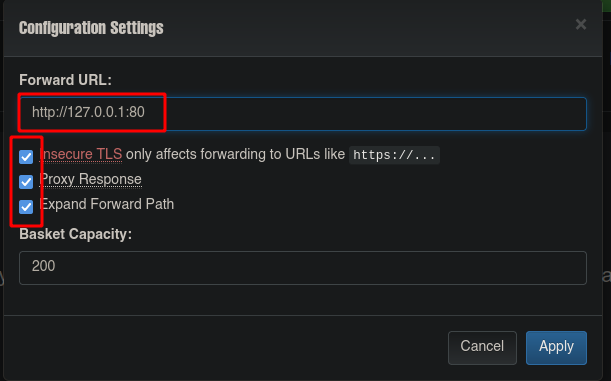 Configuration Settings ×
Forward URL:
http://127.0.0.1:80
Insecure TLS only affects forwarding to URLs like https://...
Proxy Response
Expand Forward Path
Basket Capacity:
200
Cancel Apply